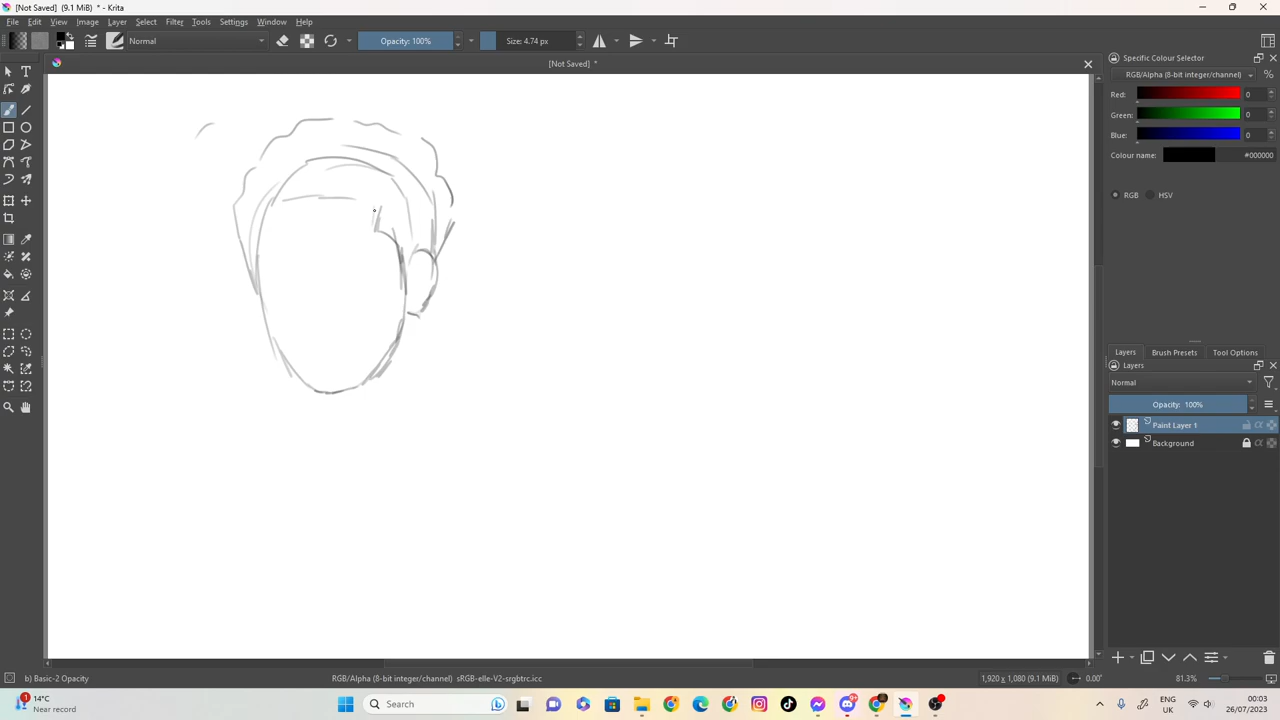 [Not Saved] (9.1 MiB) * - Krita
File Edit View Image Layer Select Filter Tools Settings Window Help
Normal Opacity: 100% Size: 4.74 px
[Not Saved] *
Specific Colour Selector
RGB/Alpha (8-bit integer/channel) %
Red: 0
Green: 0
Blue: 0
Colour name: #000000
RGB HSV
Layers Brush Presets Tool Options
Layers
Normal
Opacity: 100%
Paint Layer 1
Background
b) Basic-2 Opacity RGB/Alpha (8-bit integer/channel) sRGB-elle-V2-srgbtrc.icc 1,920 x 1,080 (9.1 MiB) 0.00° 81.3%
1 14°C
Near record
Search
ENG
UK
00:03
26/07/2023